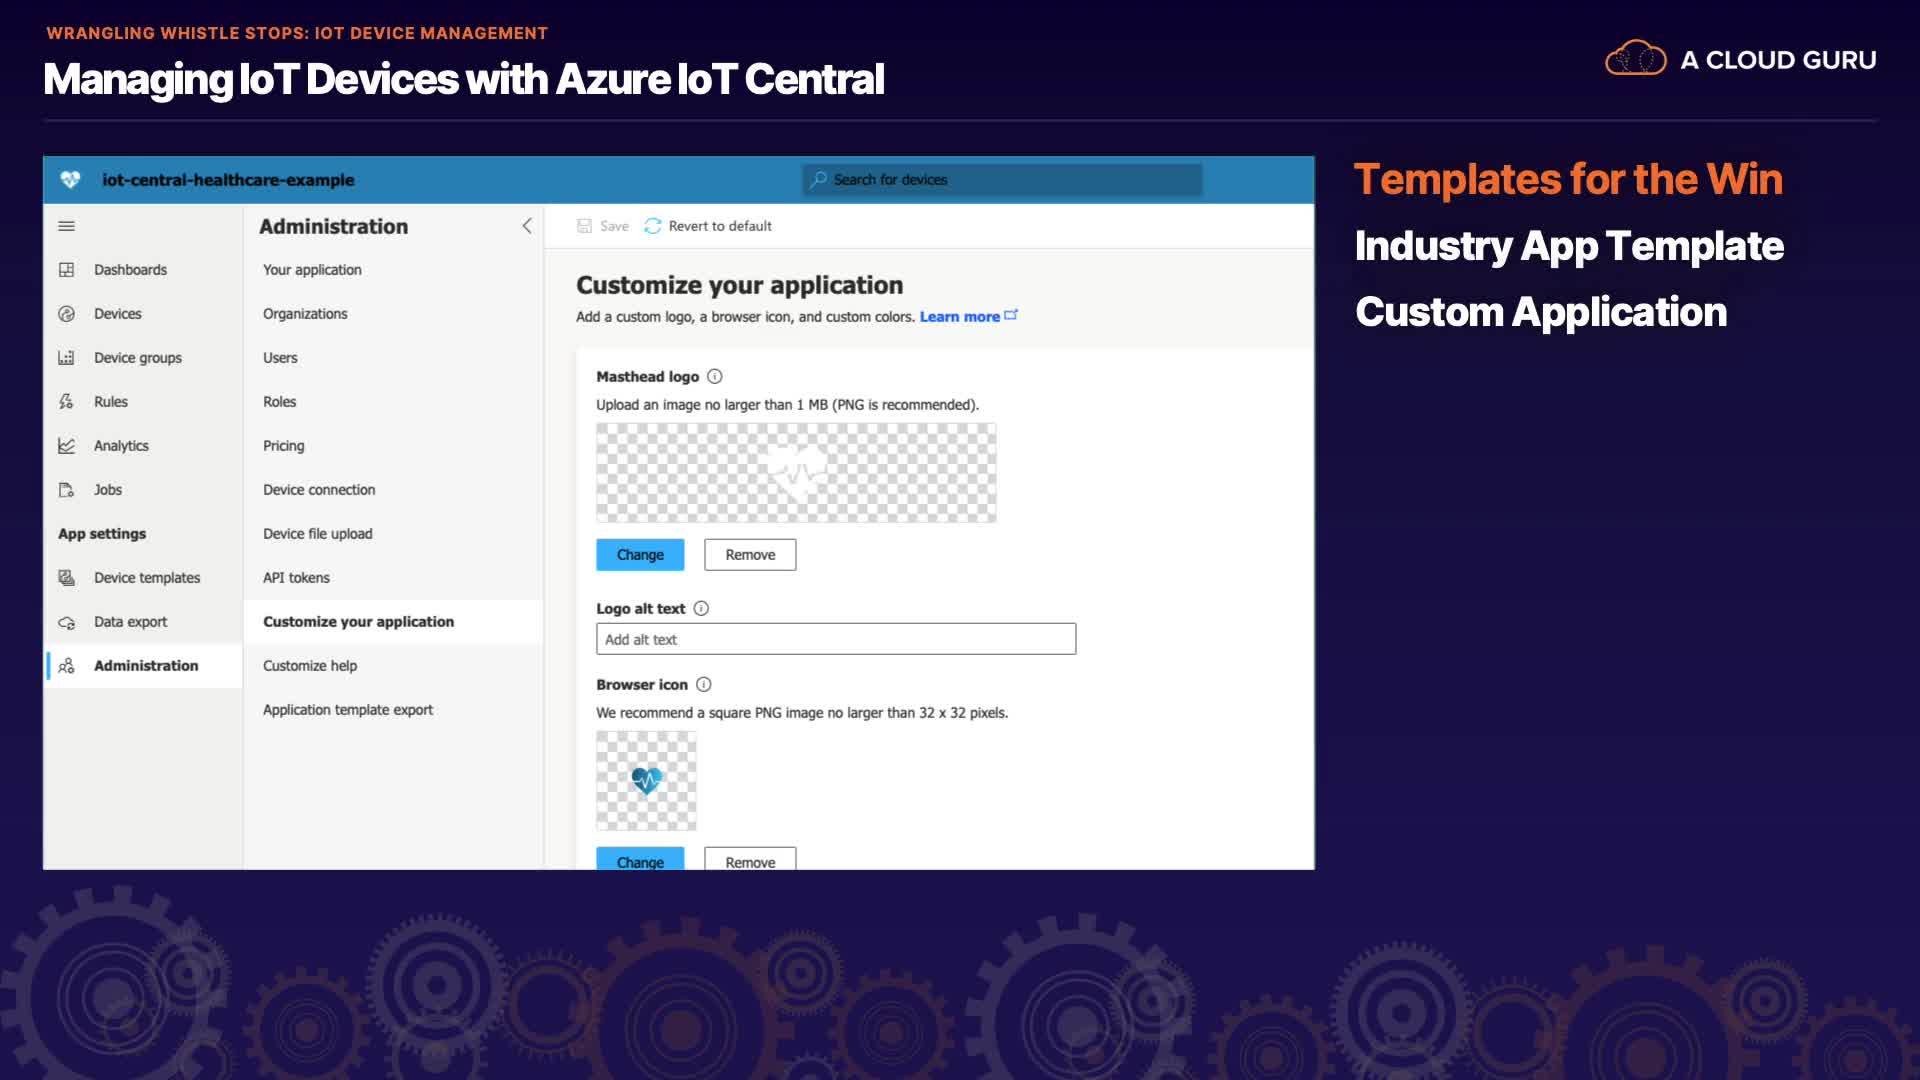 WRANGLING WHISTLE STOPS: IOT DEVICE MANAGEMENT
Managing IoT Devices with Azure IoT Central
A CLOUD GURU
iot-central-healthcare-example
Search for devices
Dashboards
Devices
Device groups
Rules
Analytics
Jobs
App settings
Device templates
Data export
Administration
Administration
Your application
Organizations
Users
Roles
Pricing
Device connection
Device file upload
API tokens
Customize your application
Customize help
Application template export
Save
Revert to default
Customize your application
Add a custom logo, a browser icon, and custom colors. Learn more
Masthead logo
Upload an image no larger than 1 MB (PNG is recommended).
Change
Remove
Logo alt text
Add alt text
Browser icon
We recommend a square PNG image no larger than 32 x 32 pixels.
Change
Remove
Templates for the Win
Industry App Template
Custom Application